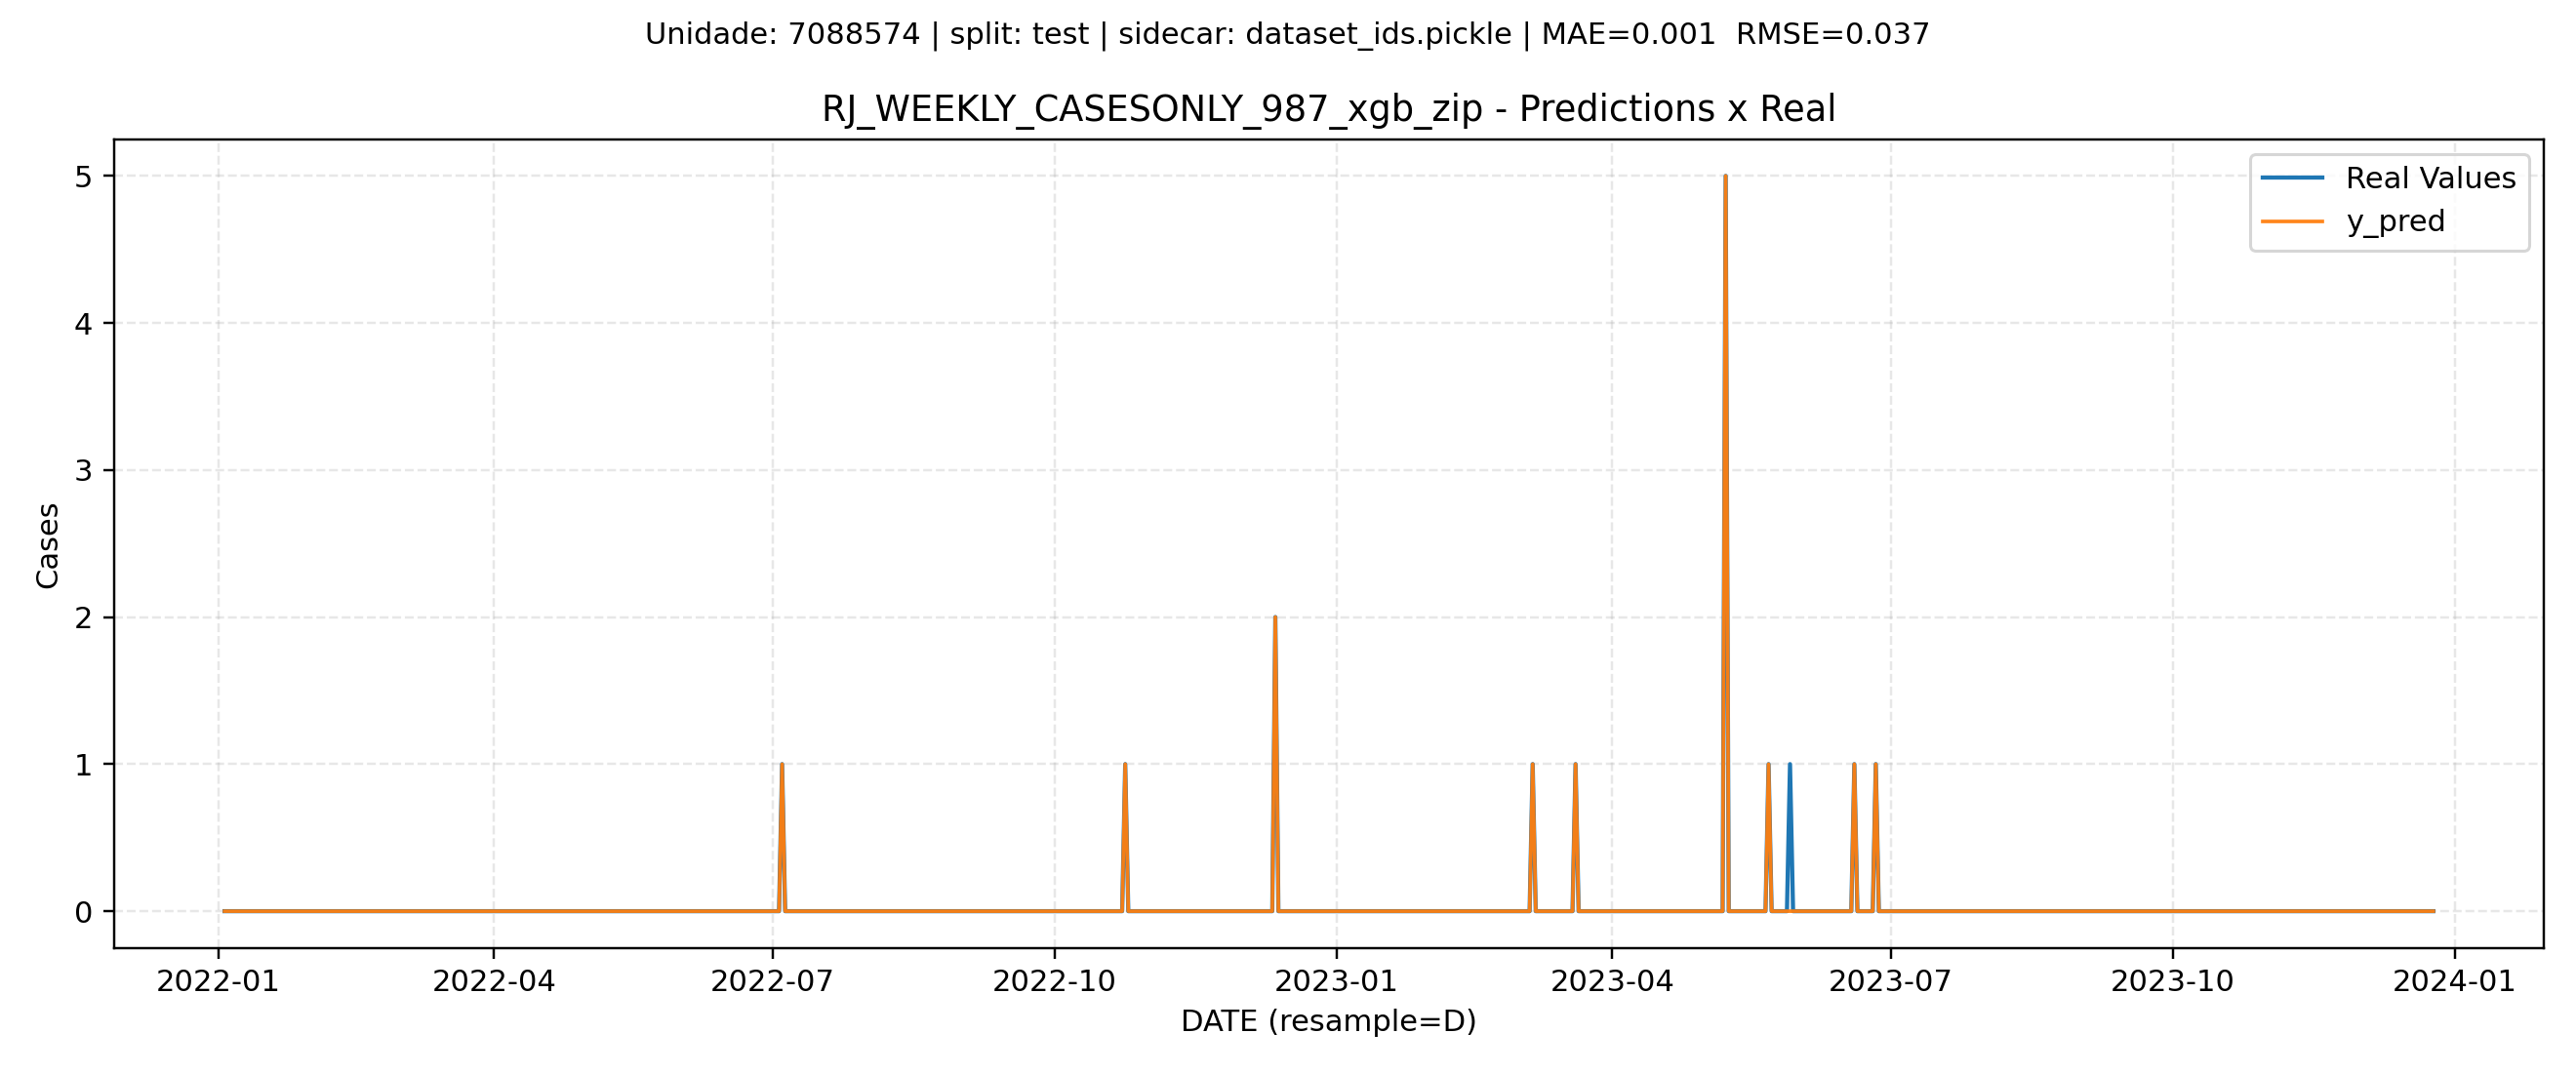 Unidade: 7088574 | split: test | sidecar: dataset_ids.pickle | MAE=0.001  RMSE=0.037
RJ_WEEKLY_CASESONLY_987_xgb_zip - Predictions x Real
Real Values
y_pred
5
4
3
2
1
0
Cases
2022-01
2022-04
2022-07
2022-10
2023-01
2023-04
2023-07
2023-10
2024-01
DATE (resample=D)